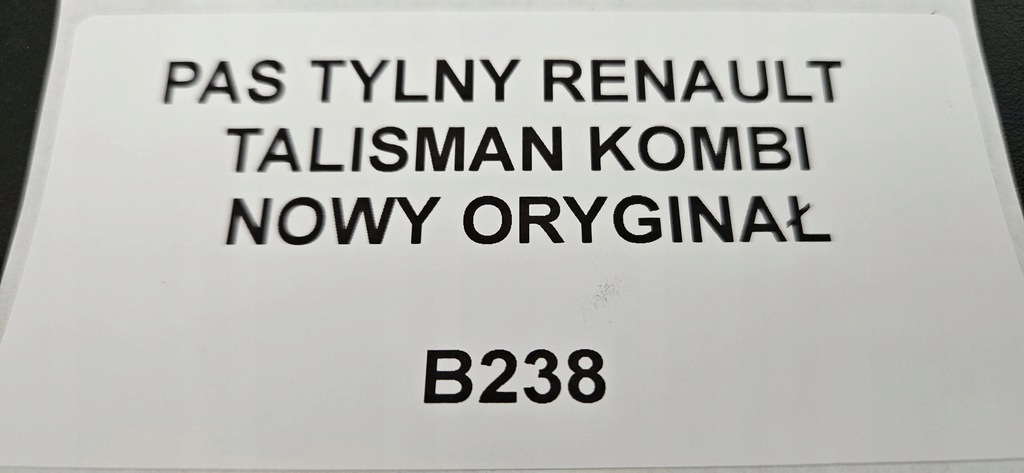 PAS TYLNY RENAULT
TALISMAN KOMBI
NOWY ORYGINAŁ
B238